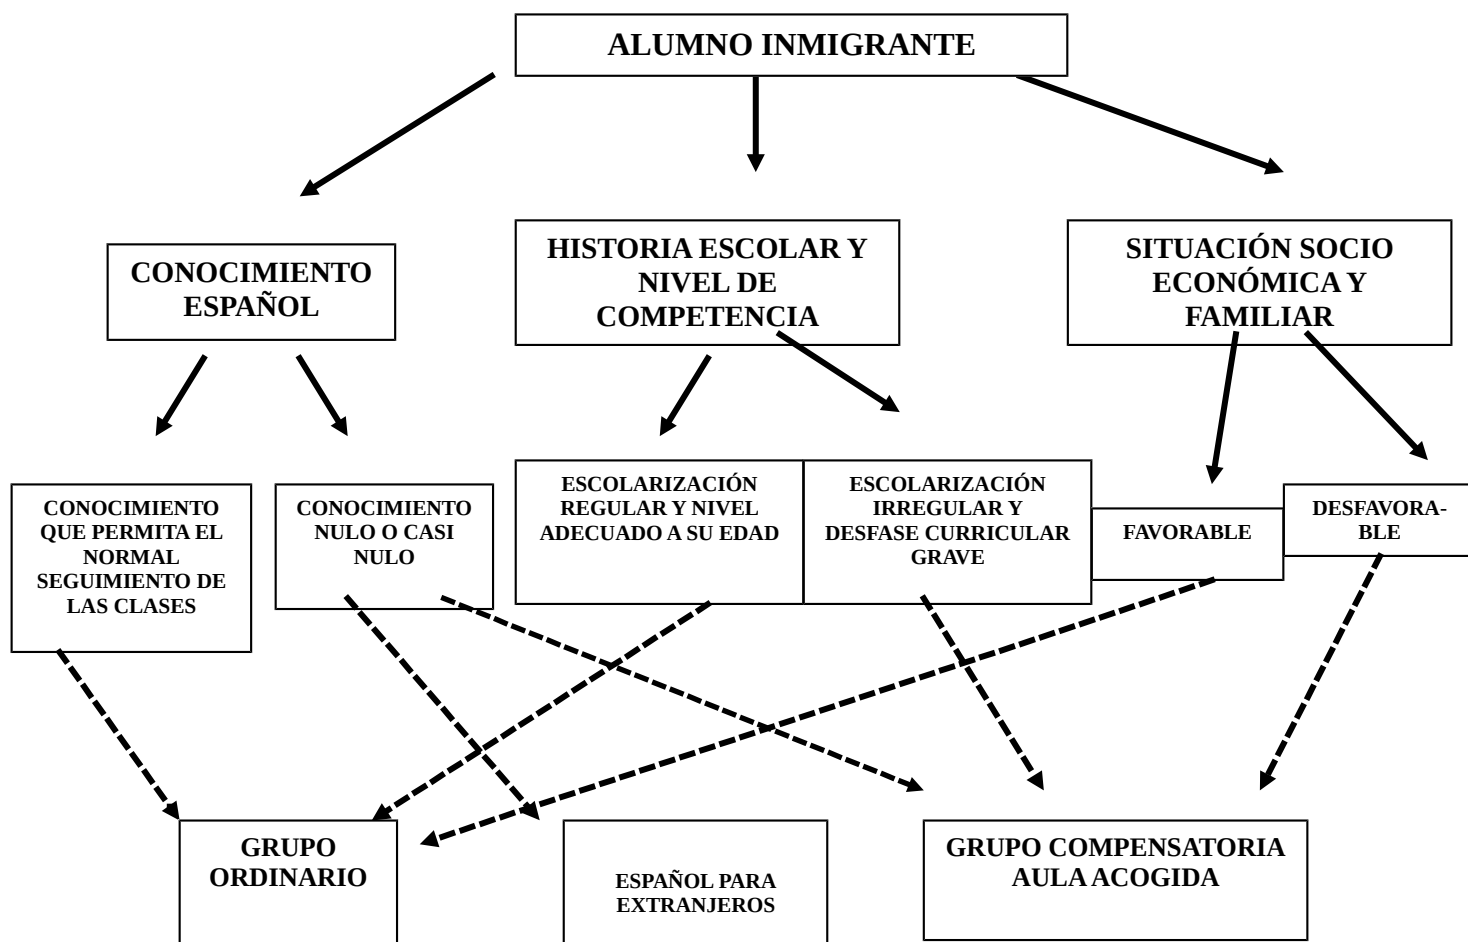 ALUMNO INMIGRANTE
CONOCIMIENTO
ESPAÑOL
HISTORIA ESCOLAR Y
NIVEL DE
COMPETENCIA
SITUACIÓN SOCIO
ECONÓMICA Y
FAMILIAR
CONOCIMIENTO
QUE PERMITA EL
NORMAL
SEGUIMIENTO DE
LAS CLASES
CONOCIMIENTO
NULO O CASI
NULO
ESCOLARIZACIÓN
REGULAR Y NIVEL
ADECUADO A SU EDAD
ESCOLARIZACIÓN
IRREGULAR Y
DESFASE CURRICULAR
GRAVE
FAVORABLE
DESFAVORA-
BLE
GRUPO
ORDINARIO
ESPAÑOL PARA
EXTRANJEROS
GRUPO COMPENSATORIA
AULA ACOGIDA